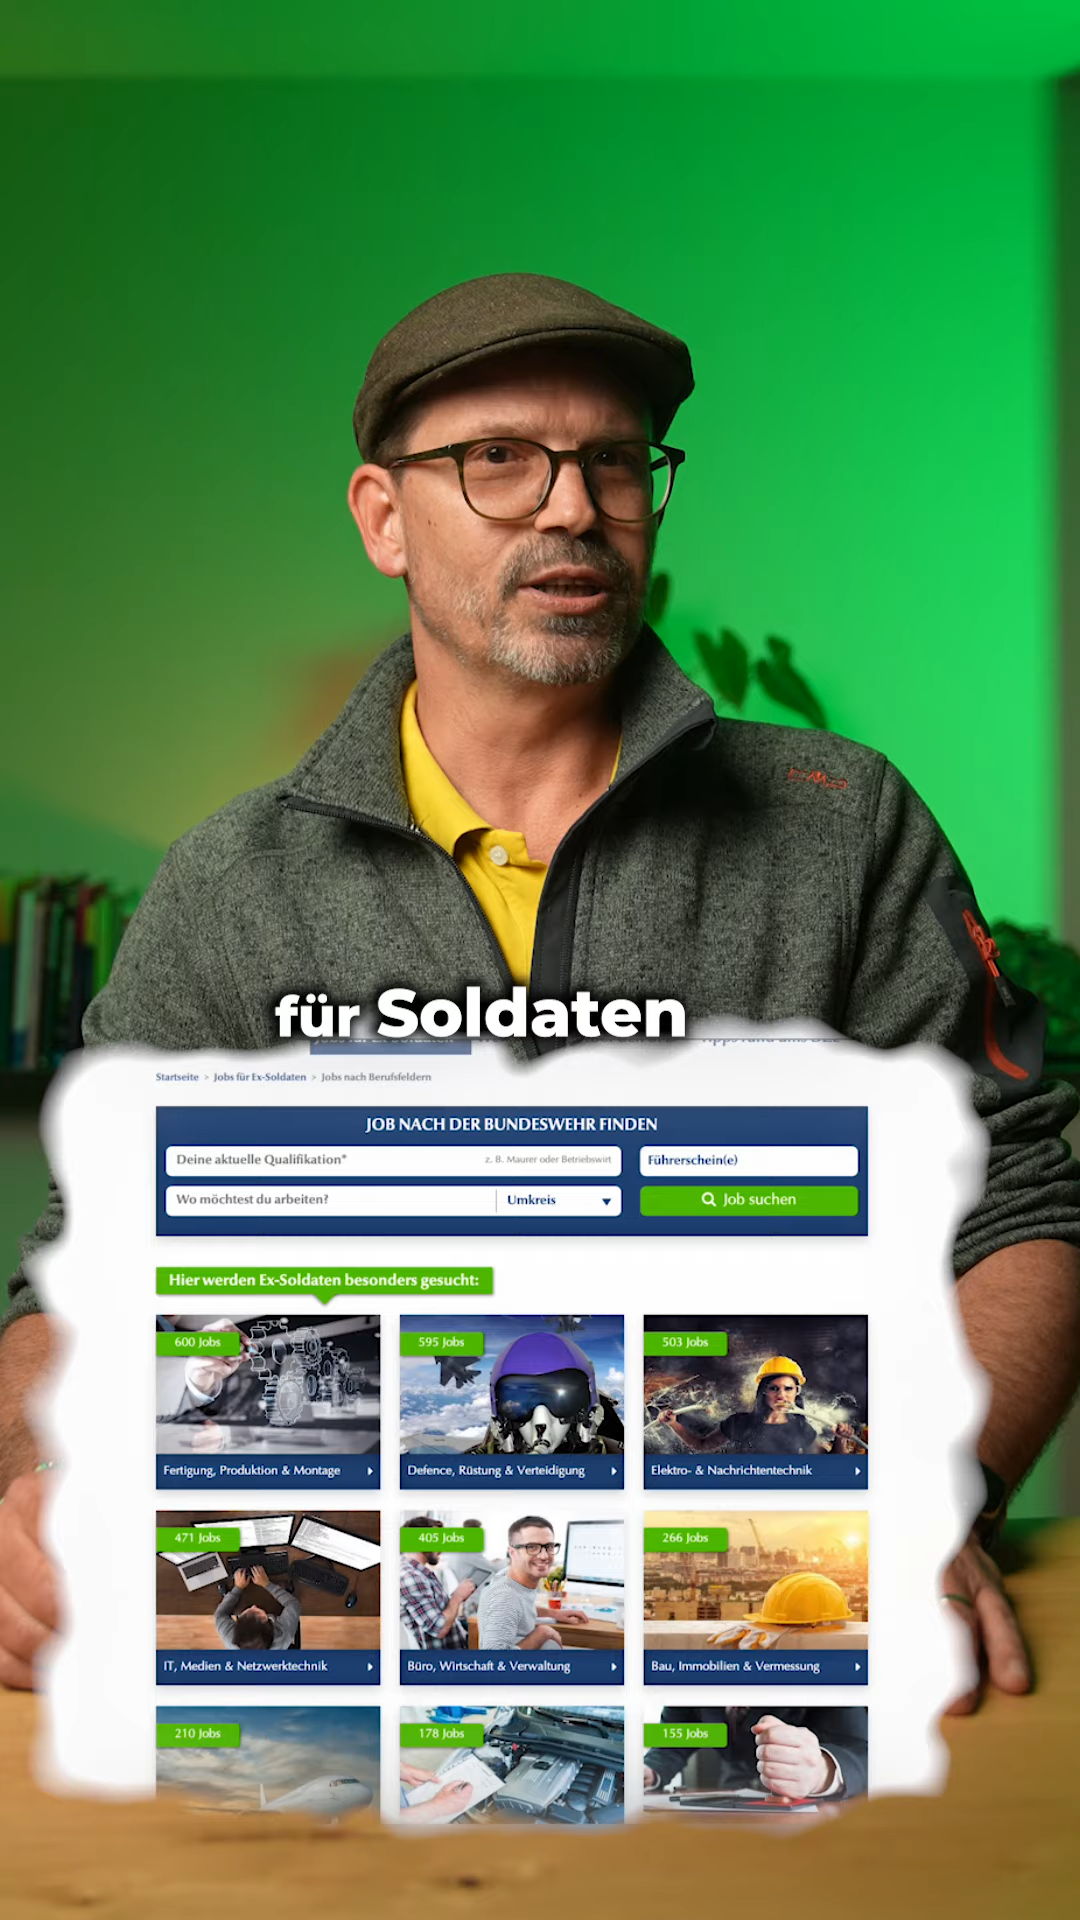 für Soldaten
Startseite > Jobs für Ex-Soldaten > Jobs nach Berufsfeldern
JOB NACH DER BUNDESWEHR FINDEN
Deine aktuelle Qualifikation* z. B. Maurer oder Betriebswirt Führerschein(e)
Wo möchtest du arbeiten? Umkreis Job suchen
Hier werden Ex-Soldaten besonders gesucht:
600 Jobs 595 Jobs 503 Jobs
Fertigung, Produktion & Montage Defence, Rüstung & Verteidigung Elektro- & Nachrichtentechnik
471 Jobs 405 Jobs 266 Jobs
IT, Medien & Netzwerktechnik Büro, Wirtschaft & Verwaltung Bau, Immobilien & Vermessung
210 Jobs 178 Jobs 155 Jobs